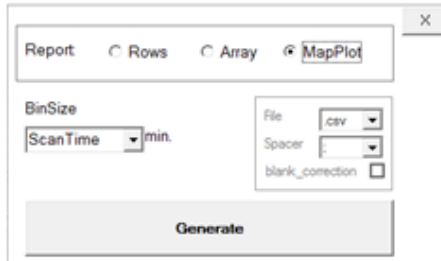 X
Report Rows Array MapPlot
BinSize
ScanTime min.
File .csv
Spacer ;
blank_correction
Generate